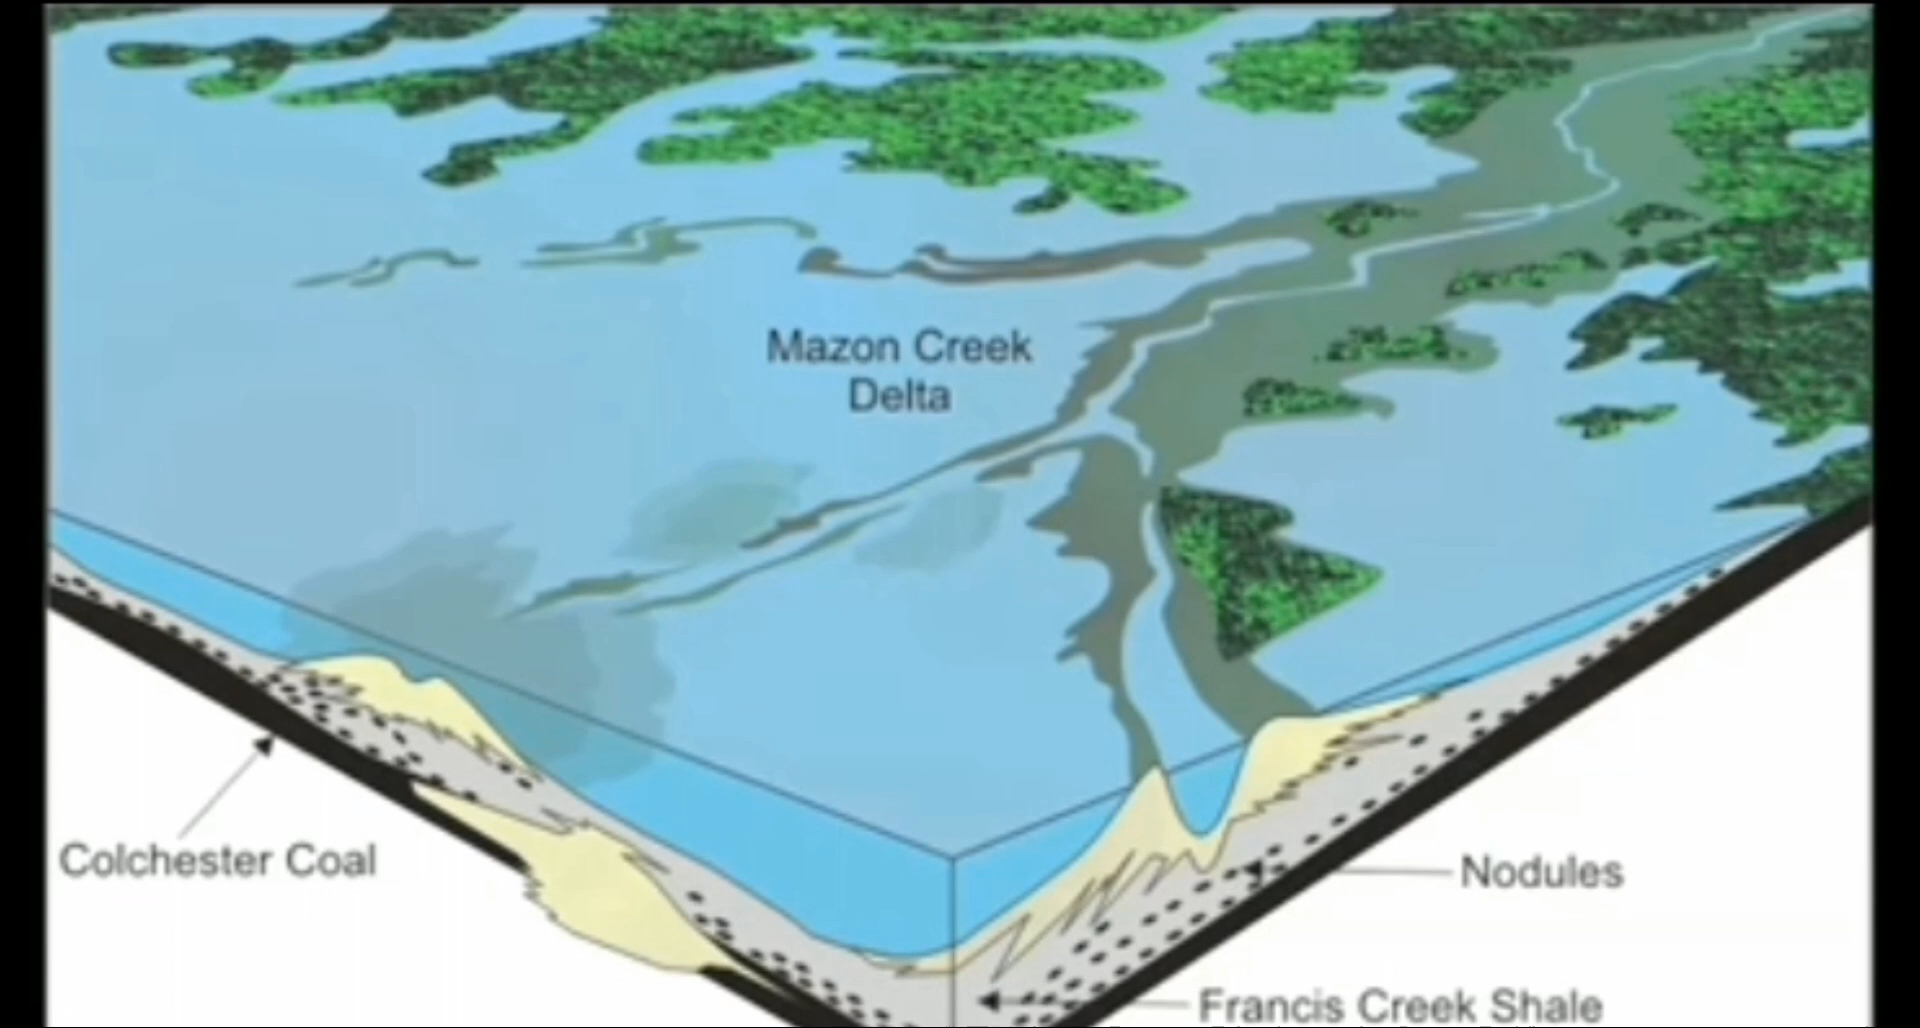 Mazon Creek
Delta
Colchester Coal
Nodules
Francis Creek Shale